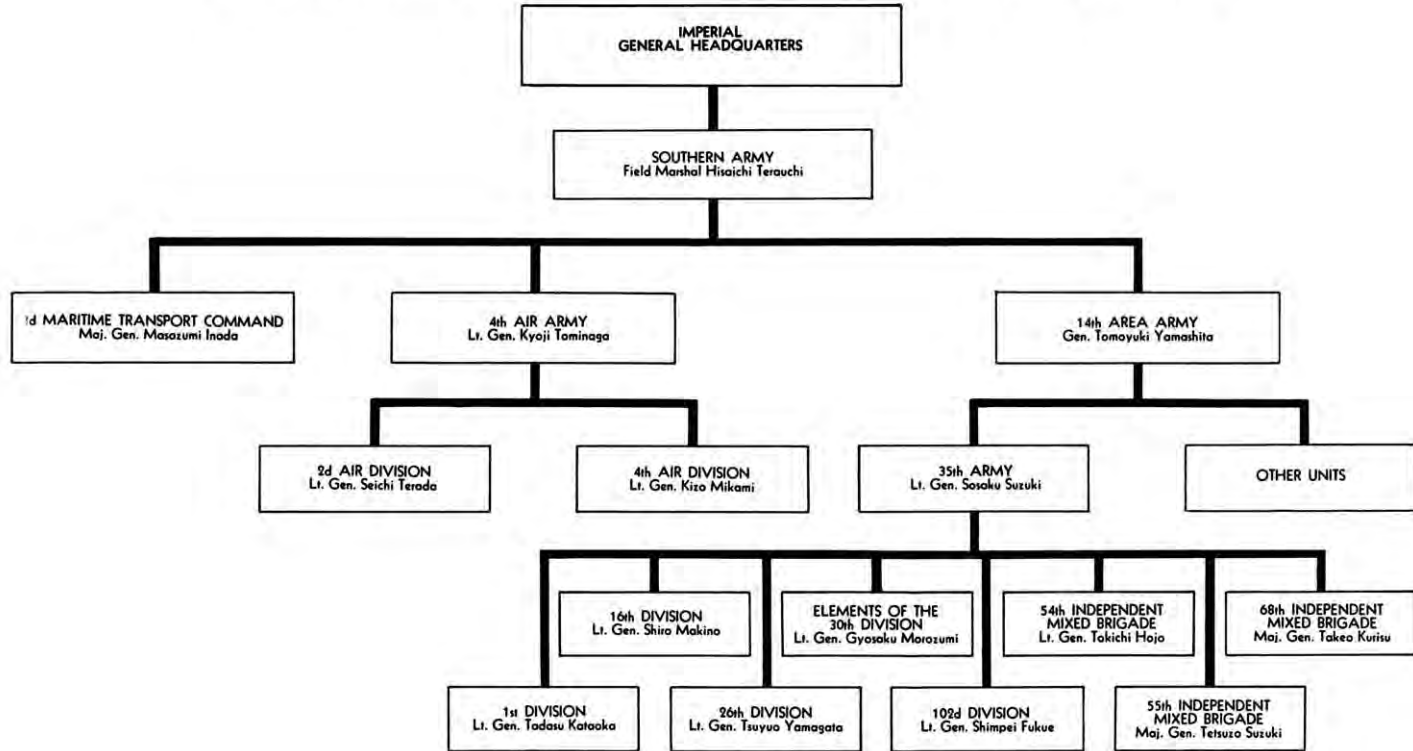 IMPERIAL
GENERAL HEADQUARTERS
SOUTHERN ARMY
Field Marshal Hisaichi Terauchi
d MARITIME TRANSPORT COMMAND
Maj. Gen. Masazumi Inada
4th AIR ARMY
Lt. Gen. Kyoji Tominaga
14th AREA ARMY
Gen. Tomoyuki Yamashita
2d AIR DIVISION
Lt. Gen. Seichi Terada
4th AIR DIVISION
Lt. Gen. Kizo Mikami
35th ARMY
Lt. Gen. Sosaku Suzuki
OTHER UNITS
16th DIVISION
Lt. Gen. Shiro Makino
ELEMENTS OF THE
30th DIVISION
Lt. Gen. Gyosaku Morozumi
54th INDEPENDENT
MIXED BRIGADE
Lt. Gen. Tokichi Hojo
68th INDEPENDENT
MIXED BRIGADE
Maj. Gen. Takeo Kurisu
1st DIVISION
Lt. Gen. Tadasu Kataoka
26th DIVISION
Lt. Gen. Tsuyuo Yamagata
102d DIVISION
Lt. Gen. Shimpei Fukue
55th INDEPENDENT
MIXED BRIGADE
Maj. Gen. Tetsuzo Suzuki